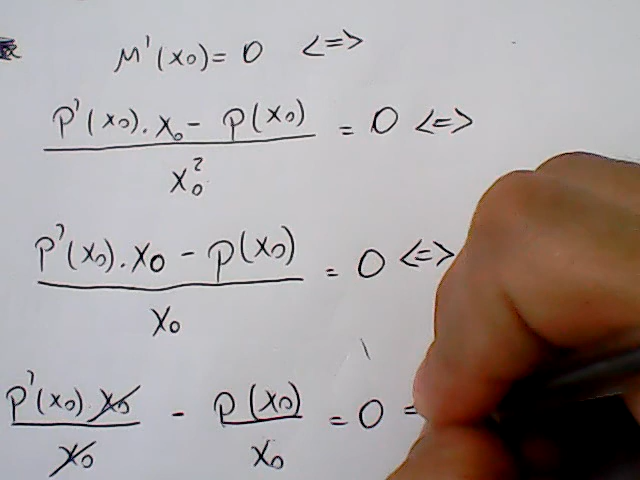 M'(x₀) = 0 <=>
P'(x₀).x₀ - P(x₀) / x₀² = 0 <=>
P'(x₀).x₀ - P(x₀) / x₀ = 0 <=>
P'(x₀) x₀ / x₀ - P(x₀) / x₀ = 0